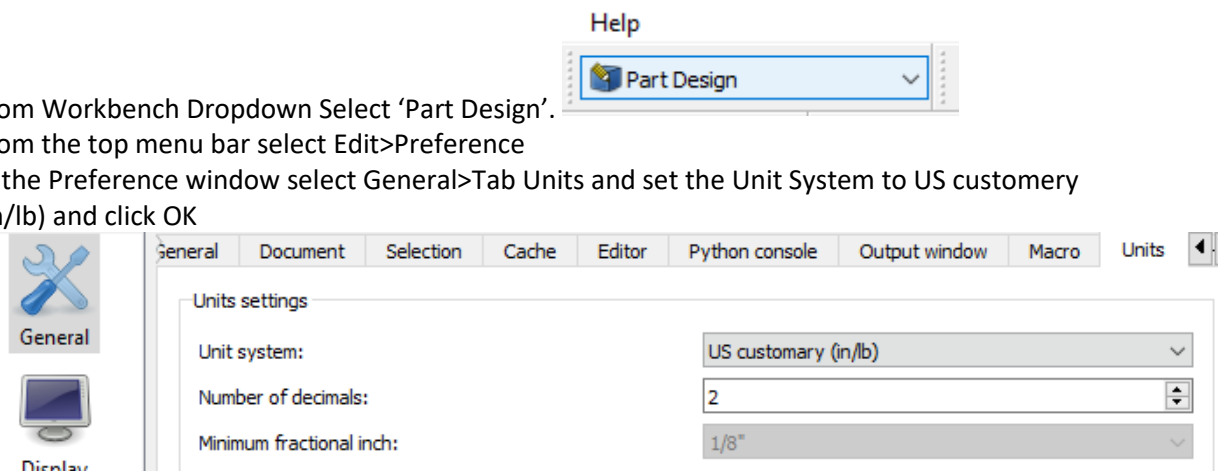 Help
Part Design
om Workbench Dropdown Select ‘Part Design’.
om the top menu bar select Edit>Preference
the Preference window select General>Tab Units and set the Unit System to US customery
n/lb) and click OK
General Document Selection Cache Editor Python console Output window Macro Units
Units settings
General
Unit system: US customary (in/lb)
Number of decimals: 2
Minimum fractional inch: 1/8"
Display